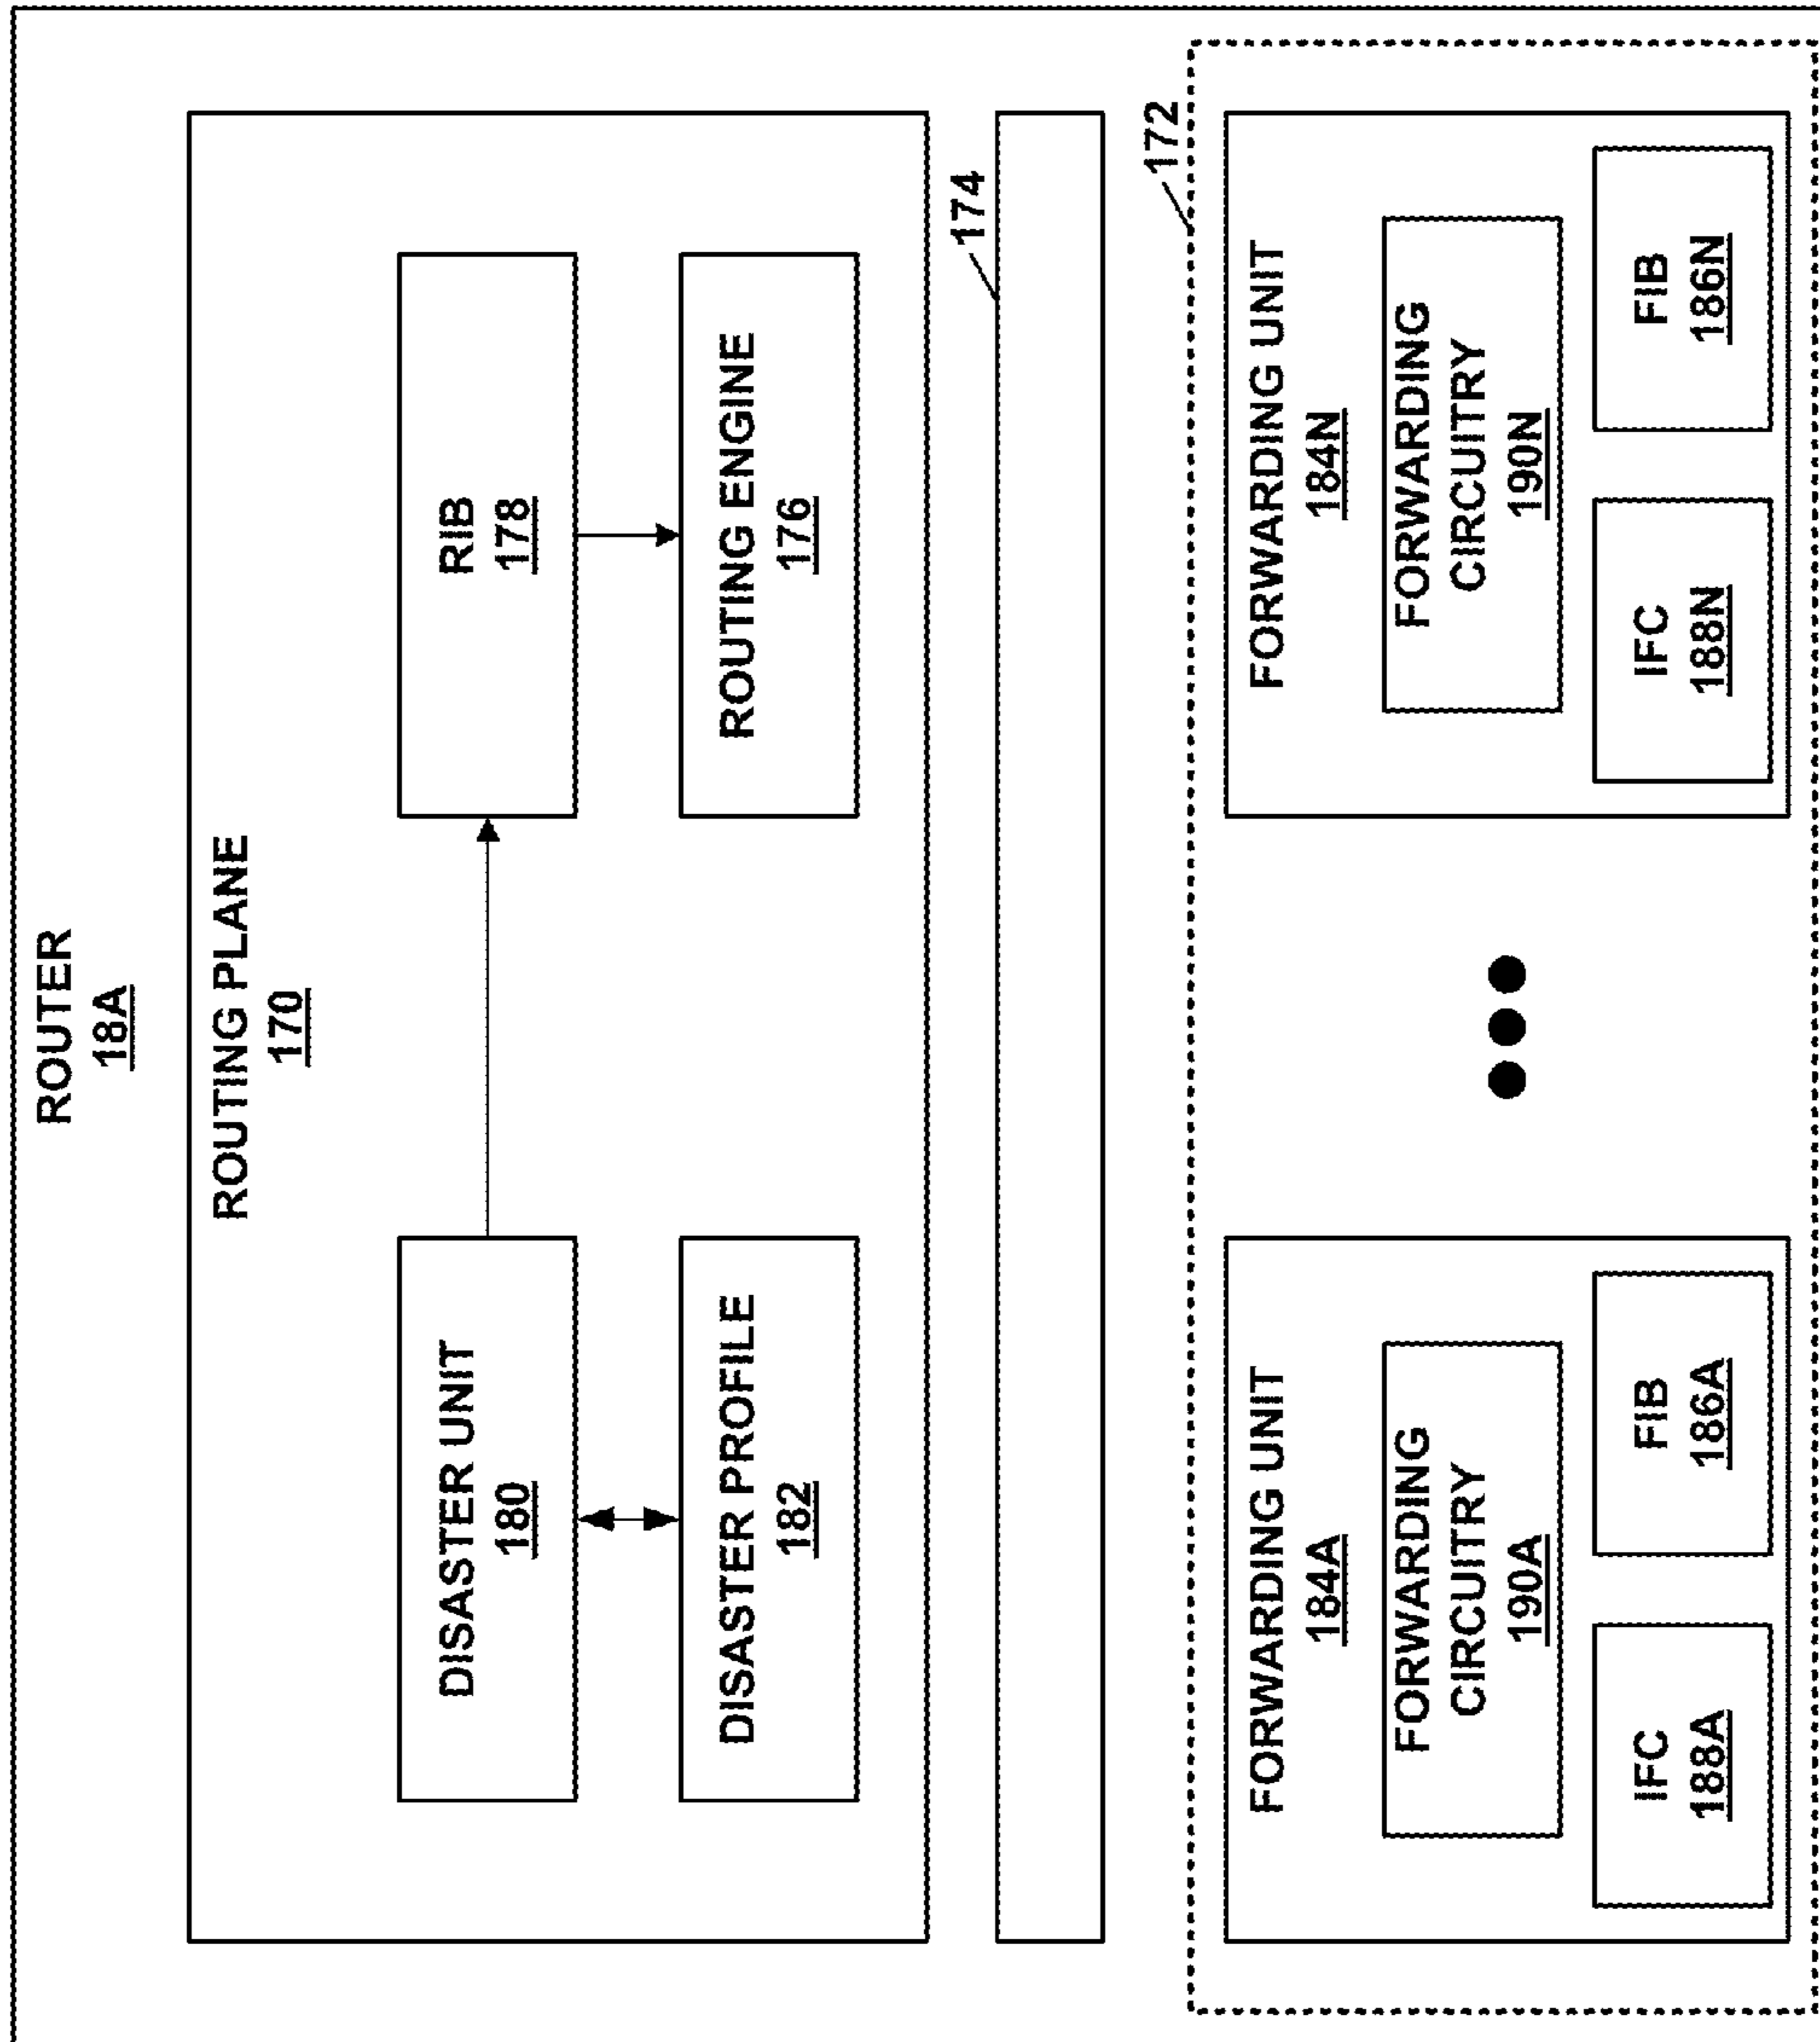 ROUTER
18A
ROUTING PLANE
170
DISASTER UNIT
180
RIB
178
DISASTER PROFILE
182
ROUTING ENGINE
176
174
172
FORWARDING UNIT
184A
FORWARDING
CIRCUITRY
190A
IFC
188A
FIB
186A
FORWARDING UNIT
184N
FORWARDING
CIRCUITRY
190N
IFC
188N
FIB
186N